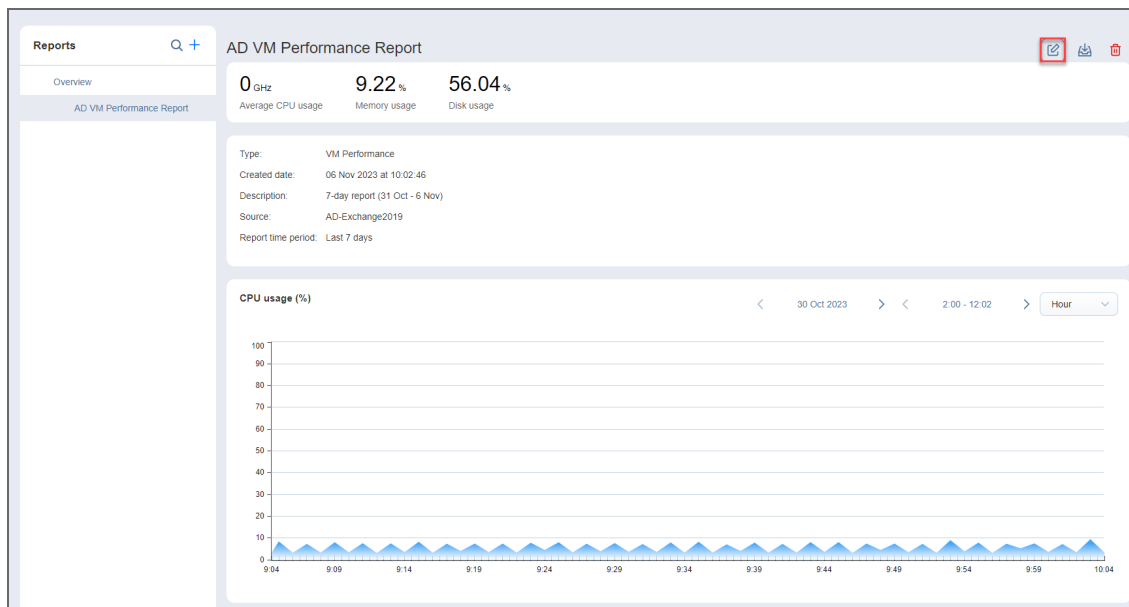 Reports
AD VM Performance Report
Overview
AD VM Performance Report
0 GHz 9.22 % 56.04 %
Average CPU usage Memory usage Disk usage
Type: VM Performance
Created date: 06 Nov 2023 at 10:02:46
Description: 7-day report (31 Oct - 6 Nov)
Source: AD-Exchange2019
Report time period: Last 7 days
CPU usage (%)
30 Oct 2023 2:00 - 12:02 Hour
100
90
80
70
60
50
40
30
20
10
0
9:04 9:09 9:14 9:19 9:24 9:29 9:34 9:39 9:44 9:49 9:54 9:59 10:04